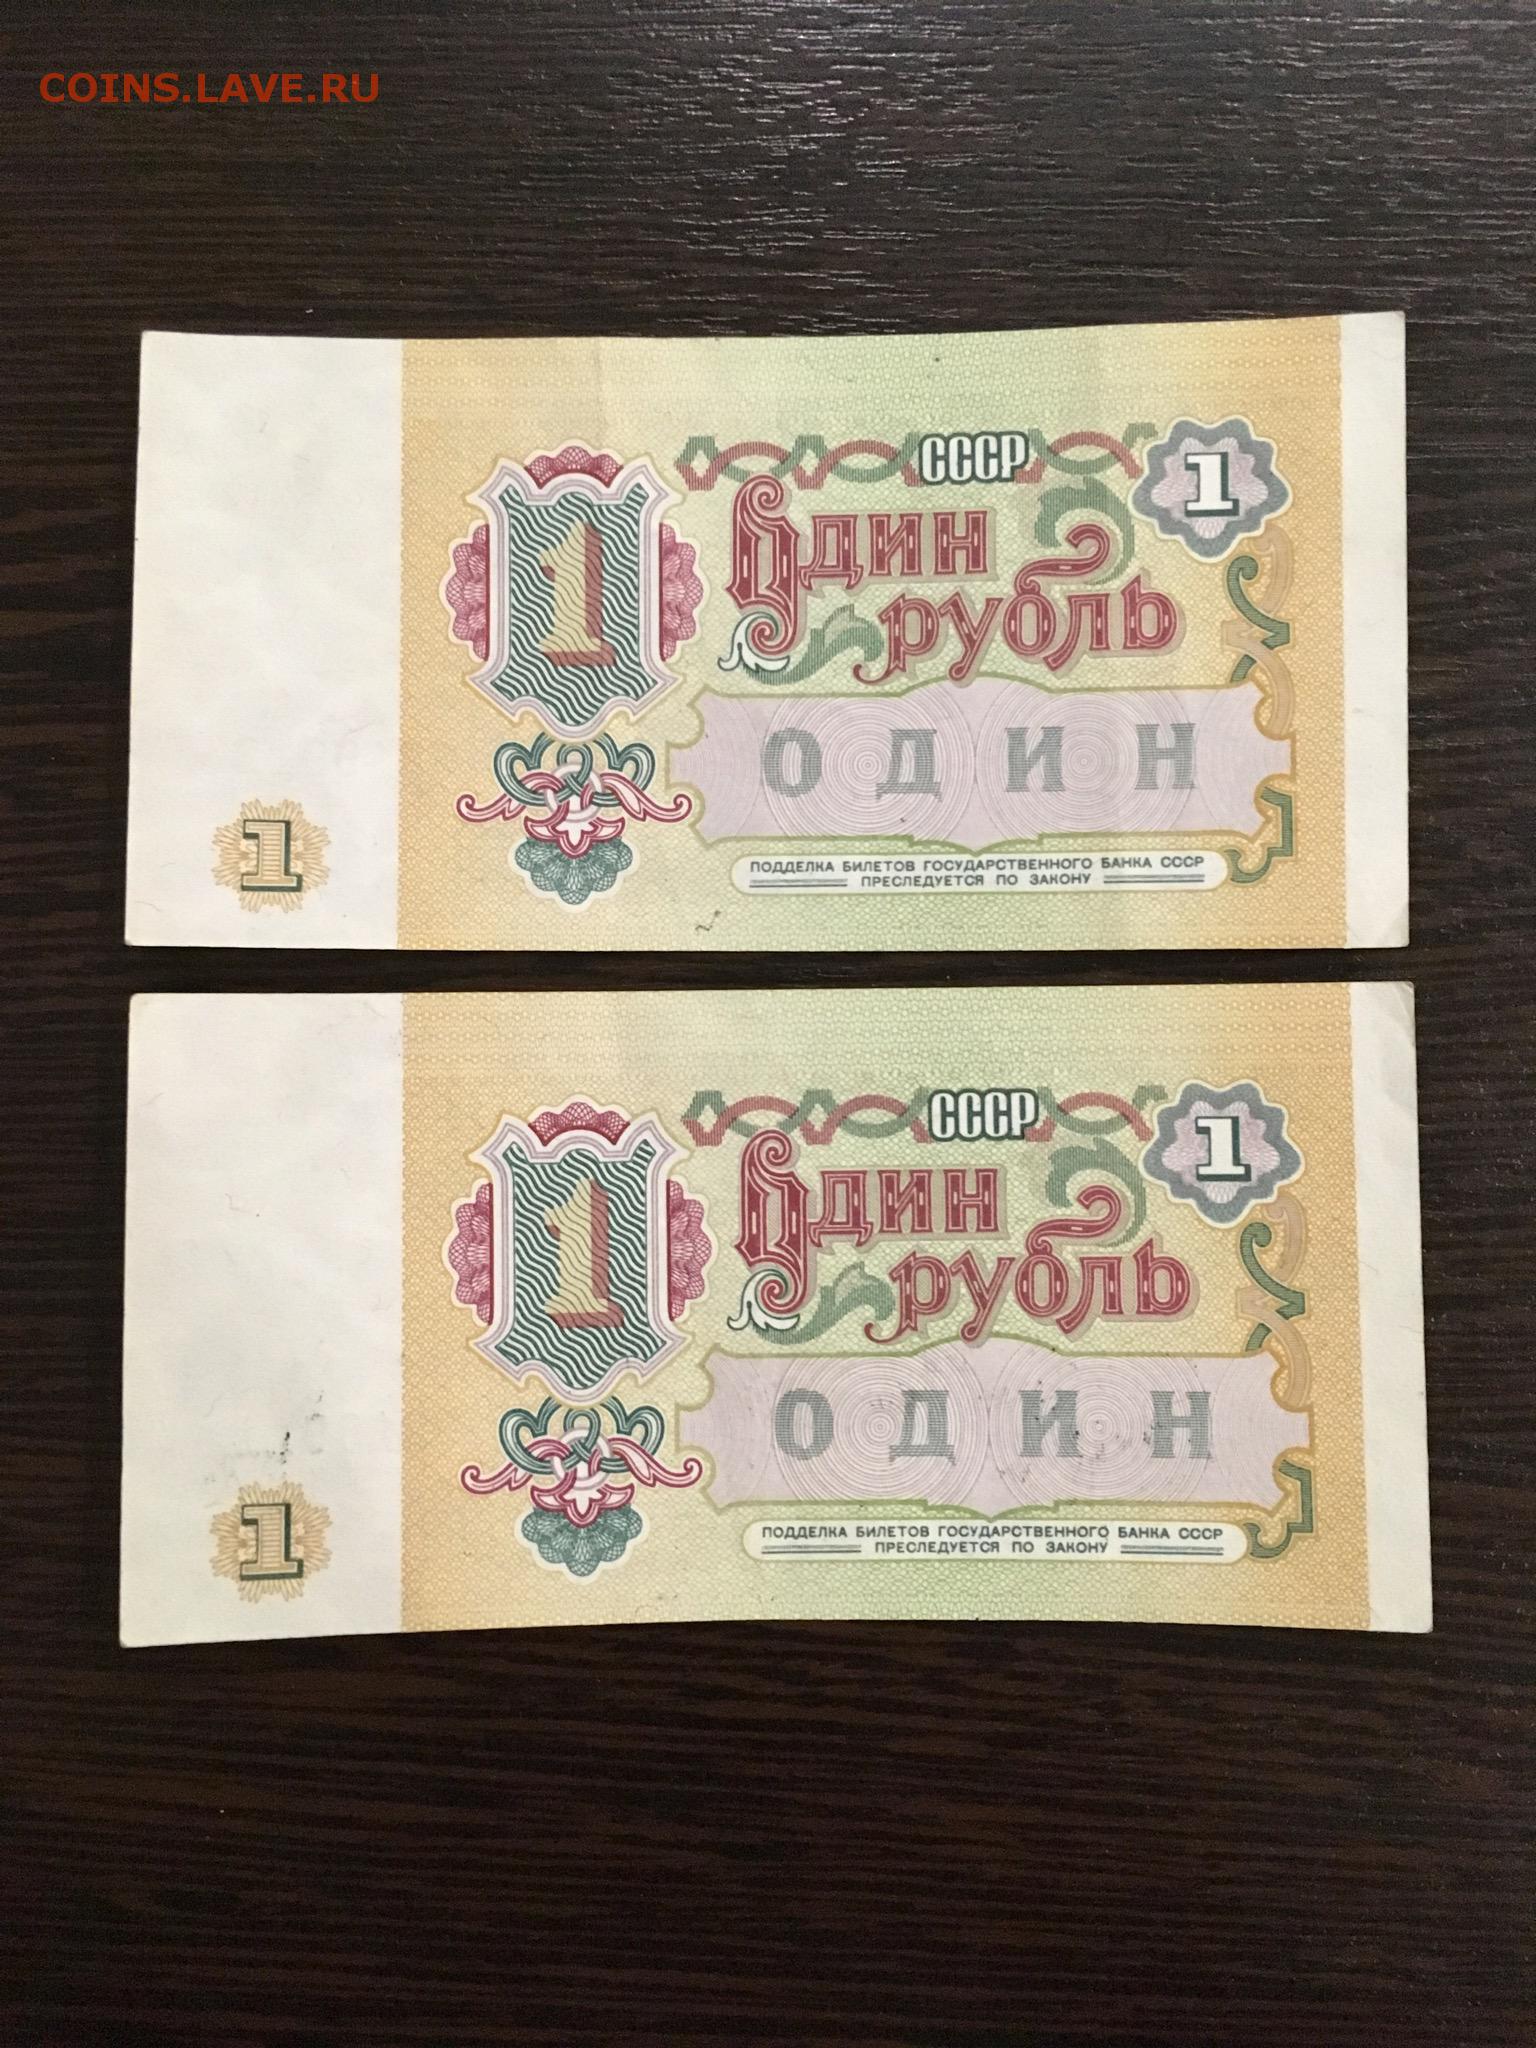 COINS.LAVE.RU
СССР
1
1
Один
рубль
ОДИН
1
ПОДДЕЛКА БИЛЕТОВ ГОСУДАРСТВЕННОГО БАНКА СССР
ПРЕСЛЕДУЕТСЯ ПО ЗАКОНУ
СССР
1
1
Один
рубль
ОДИН
1
ПОДДЕЛКА БИЛЕТОВ ГОСУДАРСТВЕННОГО БАНКА СССР
ПРЕСЛЕДУЕТСЯ ПО ЗАКОНУ